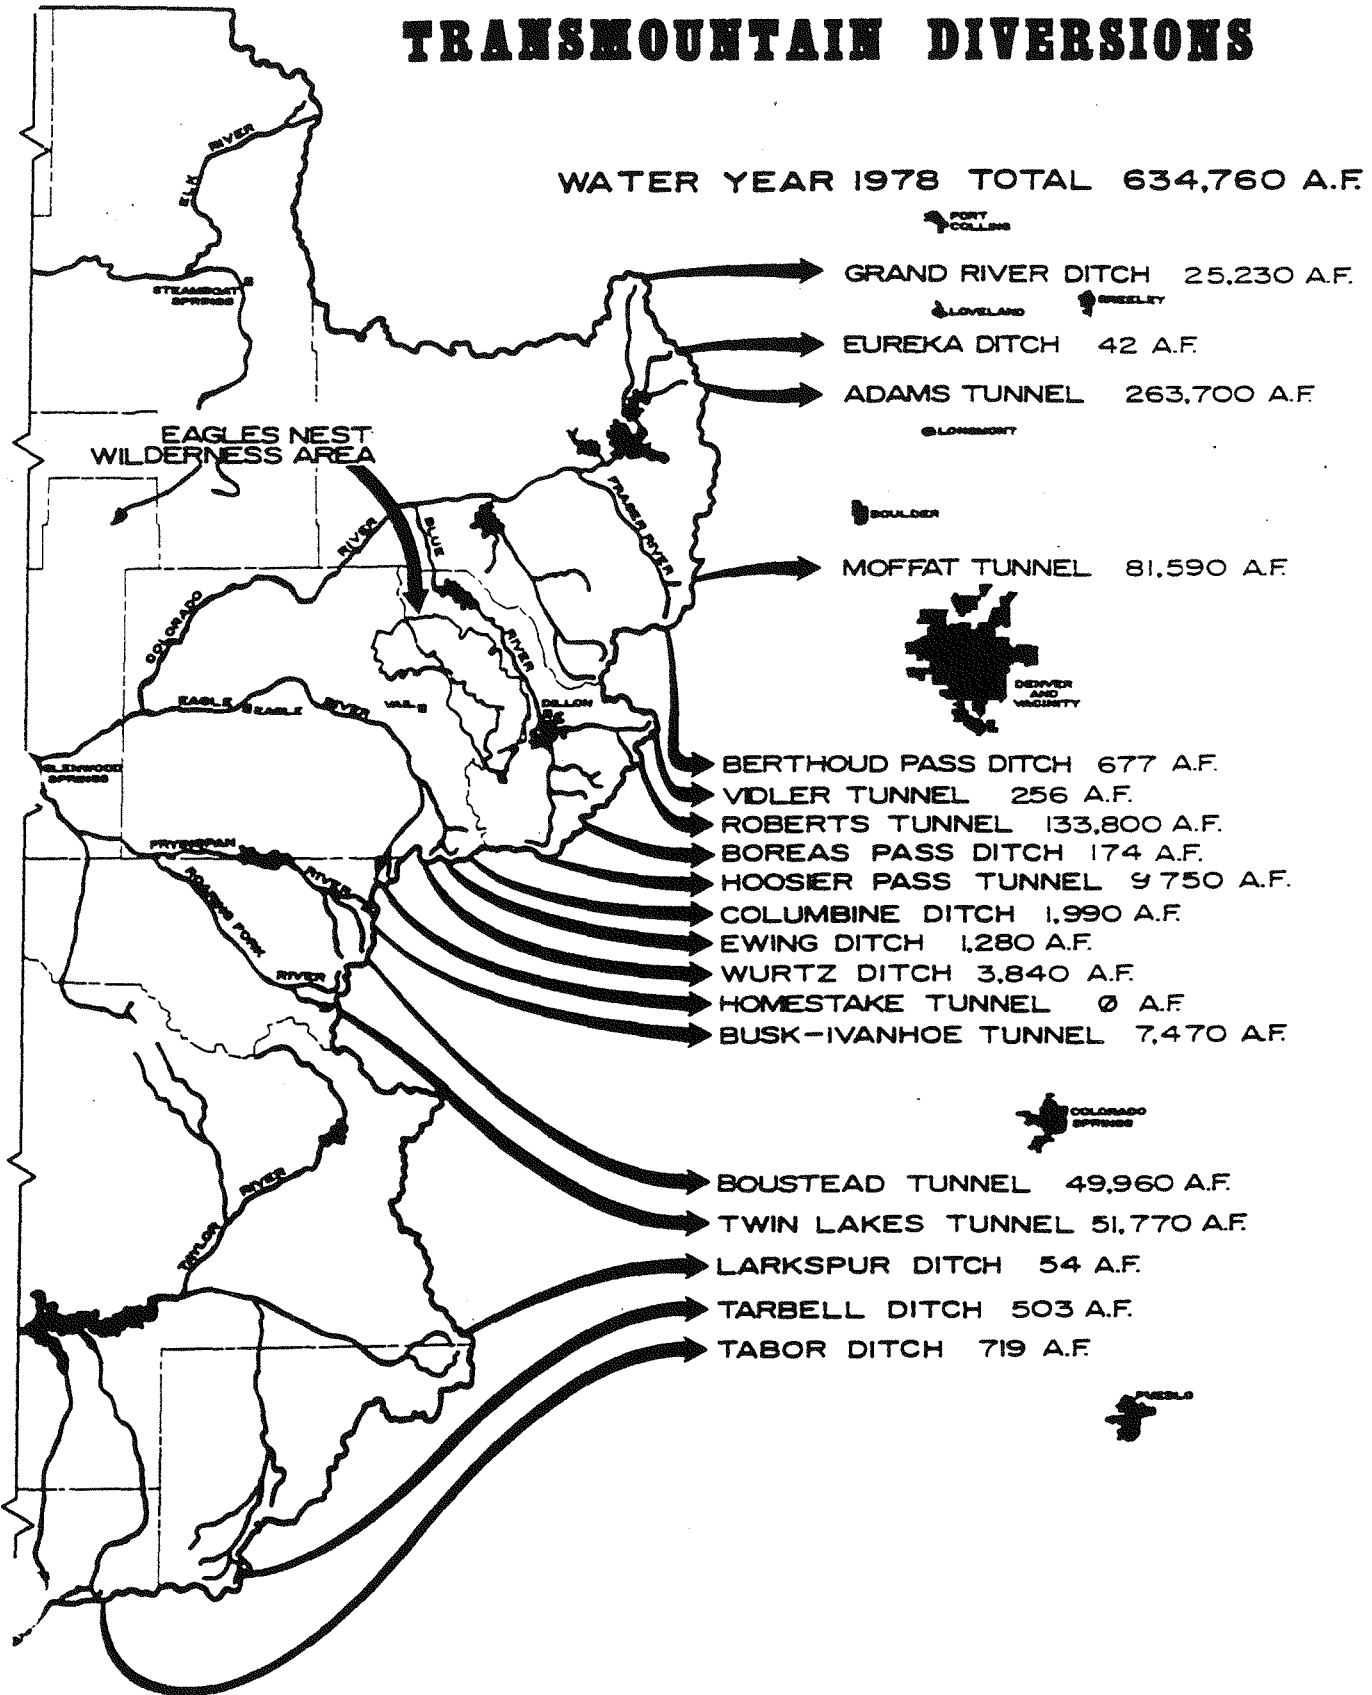 TRANSMOUNTAIN DIVERSIONS
WATER YEAR 1978 TOTAL 634,760 A.F.
FORT
COLLINS
ELK RIVER
GRAND RIVER DITCH 25,230 A.F.
STEAMBOAT
SPRINGS
LOVELAND
GREELEY
EUREKA DITCH 42 A.F.
ADAMS TUNNEL 263,700 A.F.
LONGMONT
EAGLES NEST
WILDERNESS AREA
BOULDER
FRASER RIVER
BLUE RIVER
COLORADO RIVER
MOFFAT TUNNEL 81,590 A.F.
DENVER
AND
VACINITY
EAGLE RIVER
EAGLE
VAIL
DILLON
GLENWOOD
SPRINGS
BERTHOUD PASS DITCH 677 A.F.
VIDLER TUNNEL 256 A.F.
ROBERTS TUNNEL 133,800 A.F.
BOREAS PASS DITCH 174 A.F.
HOOSIER PASS TUNNEL 9 750 A.F.
FRYINGPAN RIVER
ROARING FORK RIVER
COLUMBINE DITCH 1,990 A.F.
EWING DITCH 1,280 A.F.
WURTZ DITCH 3,840 A.F.
HOMESTAKE TUNNEL 0 A.F.
BUSK-IVANHOE TUNNEL 7,470 A.F.
COLORADO
SPRINGS
BOUSTEAD TUNNEL 49,960 A.F.
TAYLOR RIVER
TWIN LAKES TUNNEL 51,770 A.F.
LARKSPUR DITCH 54 A.F.
TARBELL DITCH 503 A.F.
TABOR DITCH 719 A.F.
PUEBLO